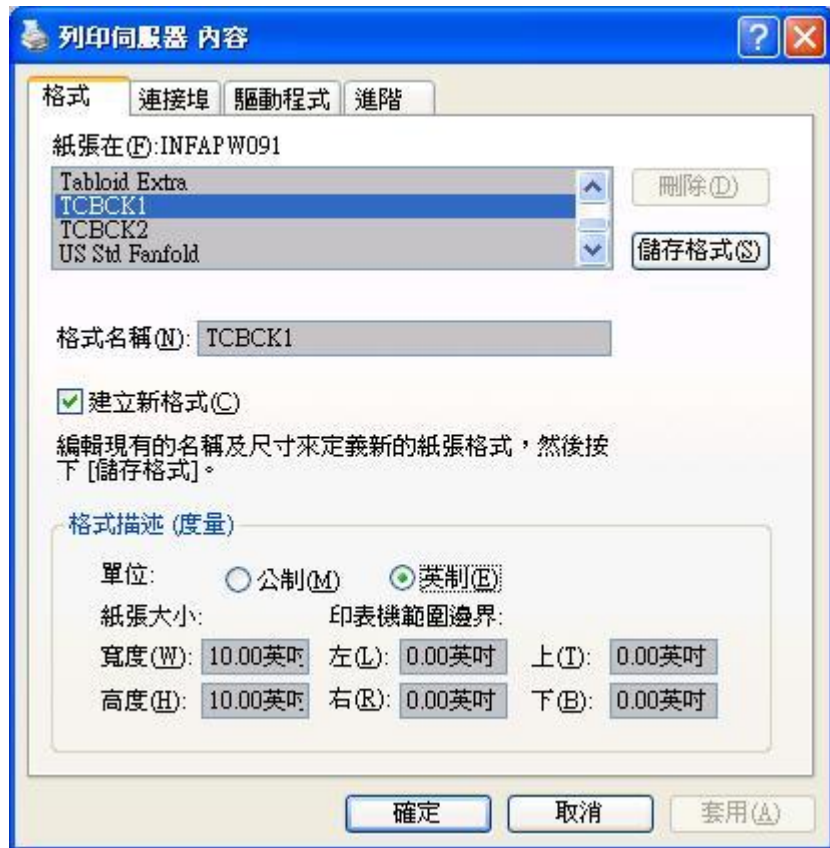 列印伺服器 內容
格式 連接埠 驅動程式 進階
紙張在(F):INFAPW091
Tabloid Extra
TCBCK1
TCBCK2
US Std Fanfold
刪除(D)
儲存格式(S)
格式名稱(N): TCBCK1
建立新格式(C)
編輯現有的名稱及尺寸來定義新的紙張格式，然後按
下 [儲存格式]。
格式描述 (度量)
單位: 公制(M) 英制(E)
紙張大小: 印表機範圍邊界:
寬度(W): 10.00英吋 左(L): 0.00英吋 上(T): 0.00英吋
高度(H): 10.00英吋 右(R): 0.00英吋 下(B): 0.00英吋
確定 取消 套用(A)